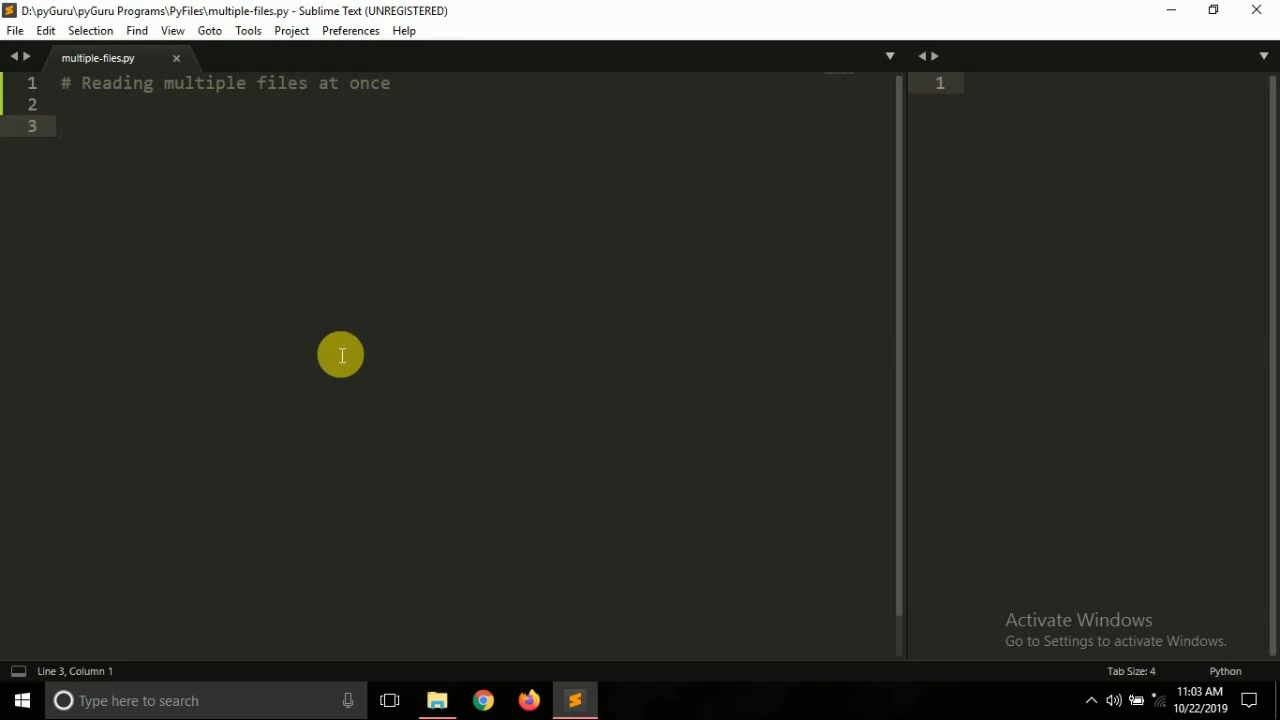 D:\pyGuru\pyGuru Programs\PyFiles\multiple-files.py - Sublime Text (UNREGISTERED)
File Edit Selection Find View Goto Tools Project Preferences Help
multiple-files.py
1 # Reading multiple files at once 1
2
3
Activate Windows
Go to Settings to activate Windows.
Line 3, Column 1 Tab Size: 4 Python
Type here to search
11:03 AM
10/22/2019